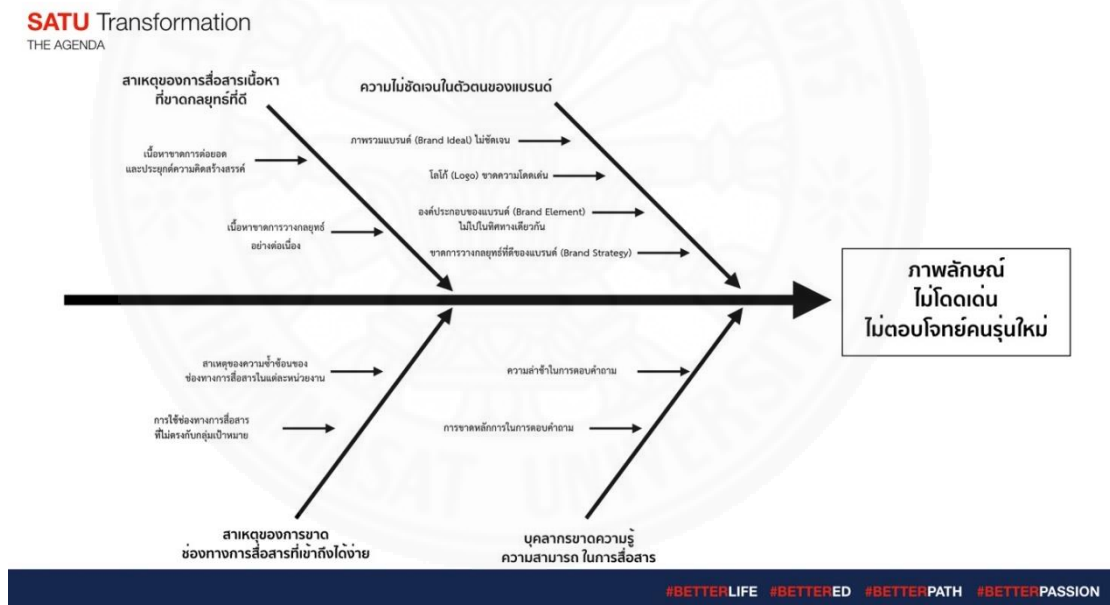 SATU Transformation
THE AGENDA
สาเหตุของการสื่อสารเนื้อหา
ที่ขาดกลยุทธ์ที่ดี
ความไม่ชัดเจนในตัวตนของแบรนด์
ภาพรวมแบรนด์ (Brand Ideal) ไม่ชัดเจน
เนื้อหาขาดการต่อยอด
และประยุกต์ความคิดสร้างสรรค์
โลโก้ (Logo) ขาดความโดดเด่น
องค์ประกอบของแบรนด์ (Brand Element)
ไม่ไปในทิศทางเดียวกัน
เนื้อหาขาดการวางกลยุทธ์
อย่างต่อเนื่อง
ขาดการวางกลยุทธ์ที่ดีของแบรนด์ (Brand Strategy)
ภาพลักษณ์
ไม่โดดเด่น
ไม่ตอบโจทย์คนรุ่นใหม่
สาเหตุของความซ้ำซ้อนของ
ช่องทางการสื่อสารในแต่ละหน่วยงาน
ความล่าช้าในการตอบคำถาม
การใช้ช่องทางการสื่อสาร
ที่ไม่ตรงกับกลุ่มเป้าหมาย
การขาดหลักการในการตอบคำถาม
สาเหตุของการขาด
ช่องทางการสื่อสารที่เข้าถึงได้ง่าย
บุคลากรขาดความรู้
ความสามารถ ในการสื่อสาร
#BETTERLIFE #BETTERED #BETTERPATH #BETTERPASSION